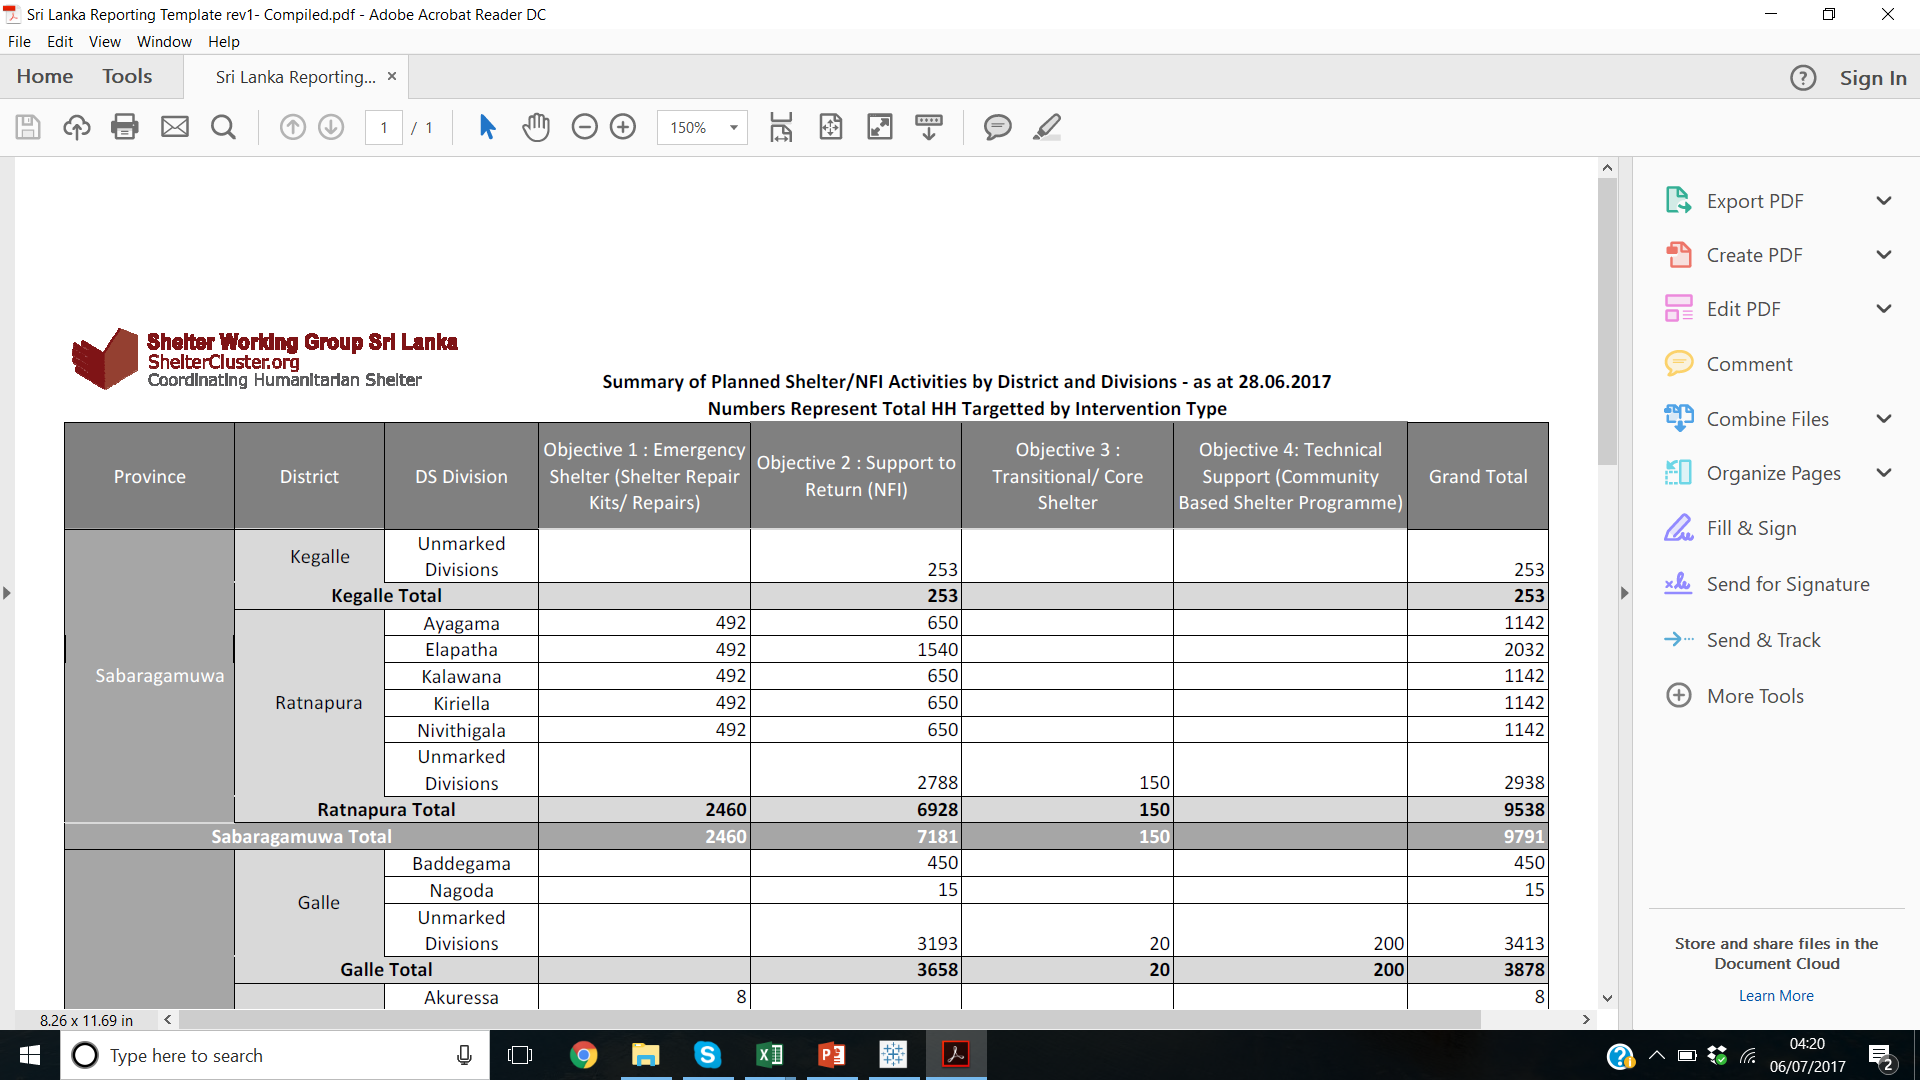 Sri Lanka Reporting Template rev1- Compiled.pdf - Adobe Acrobat Reader DC
File Edit View Window Help
Home Tools Sri Lanka Reporting... × ? Sign In
1 / 1 150%
Shelter Working Group Sri Lanka
ShelterCluster.org
Coordinating Humanitarian Shelter
Summary of Planned Shelter/NFI Activities by District and Divisions - as at 28.06.2017
Numbers Represent Total HH Targetted by Intervention Type
Province
District
DS Division
Objective 1 : Emergency
Shelter (Shelter Repair
Kits/ Repairs)
Objective 2 : Support to
Return (NFI)
Objective 3 :
Transitional/ Core
Shelter
Objective 4: Technical
Support (Community
Based Shelter Programme)
Grand Total
Sabaragamuwa
Kegalle
Unmarked
Divisions 253 253
Kegalle Total 253 253
Ratnapura
Ayagama 492 650 1142
Elapatha 492 1540 2032
Kalawana 492 650 1142
Kiriella 492 650 1142
Nivithigala 492 650 1142
Unmarked
Divisions 2788 150 2938
Ratnapura Total 2460 6928 150 9538
Sabaragamuwa Total 2460 7181 150 9791
Galle
Baddegama 450 450
Nagoda 15 15
Unmarked
Divisions 3193 20 200 3413
Galle Total 3658 20 200 3878
Akuressa 8 8
8.26 x 11.69 in
Export PDF
Create PDF
Edit PDF
Comment
Combine Files
Organize Pages
Fill & Sign
Send for Signature
Send & Track
More Tools
Store and share files in the
Document Cloud
Learn More
Type here to search
04:20
06/07/2017
2